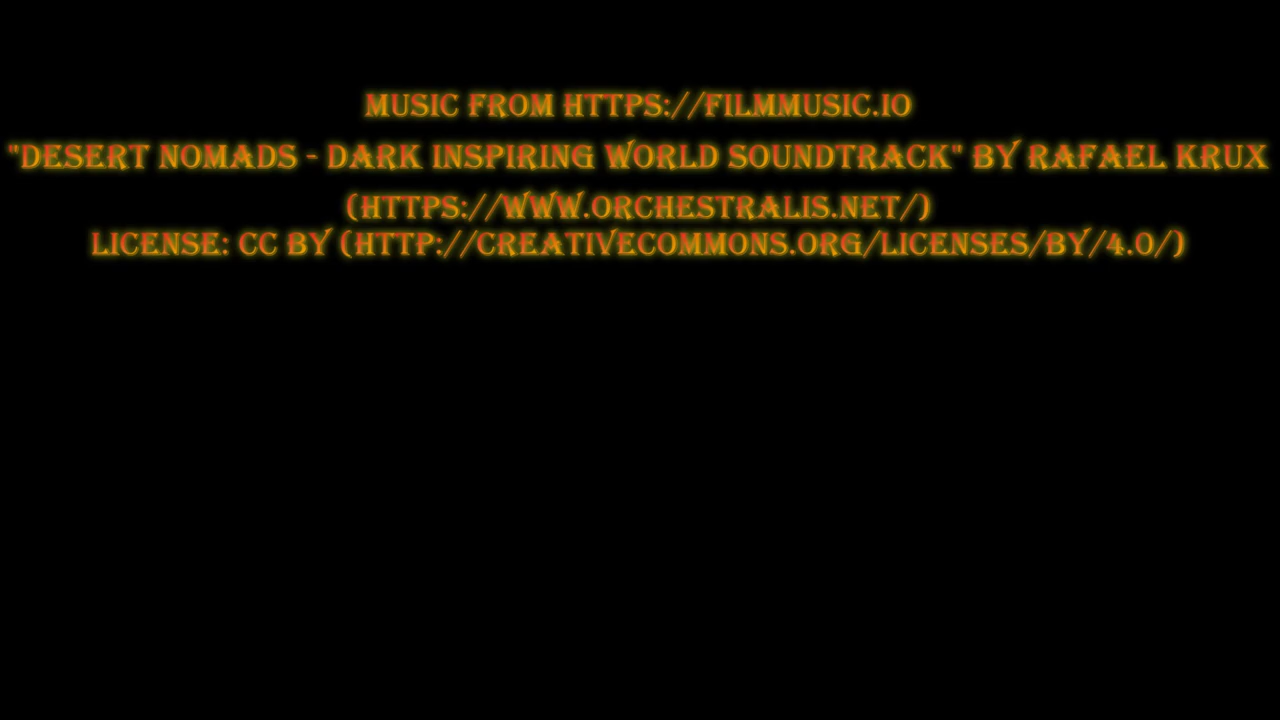 MUSIC FROM HTTPS://FILMMUSIC.IO
"DESERT NOMADS - DARK INSPIRING WORLD SOUNDTRACK" BY RAFAEL KRUX
(HTTPS://WWW.ORCHESTRALIS.NET/)
LICENSE: CC BY (HTTP://CREATIVECOMMONS.ORG/LICENSES/BY/4.0/)